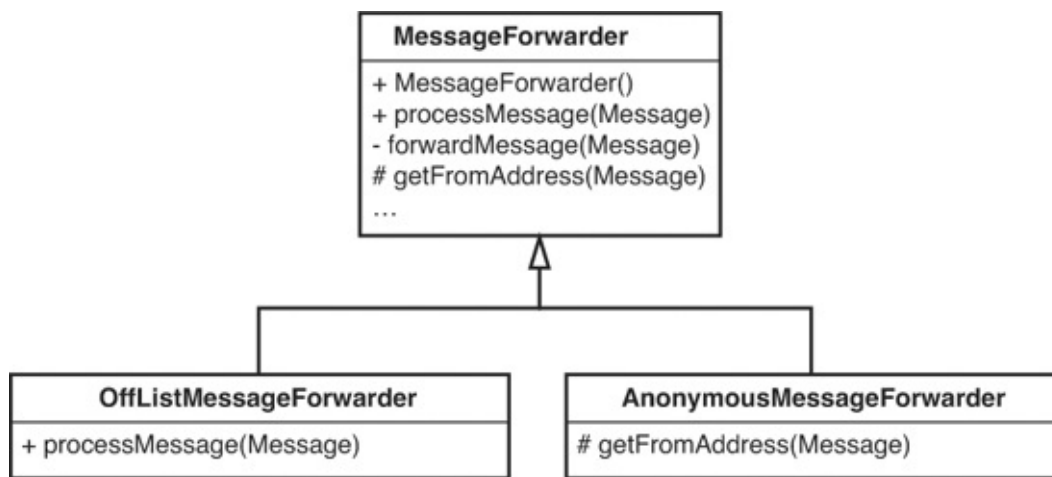 MessageForwarder
+ MessageForwarder()
+ processMessage(Message)
- forwardMessage(Message)
# getFromAddress(Message)
…
OffListMessageForwarder
+ processMessage(Message)
AnonymousMessageForwarder
# getFromAddress(Message)